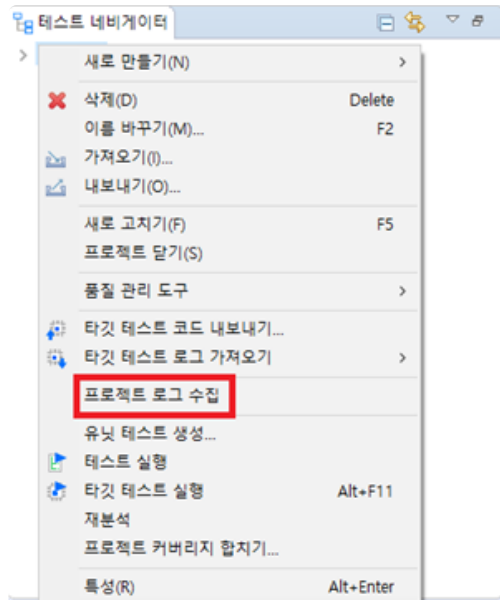 테스트 네비게이터
새로 만들기(N)
삭제(D) Delete
이름 바꾸기(M)... F2
가져오기(I)...
내보내기(O)...
새로 고치기(F) F5
프로젝트 닫기(S)
품질 관리 도구
타깃 테스트 코드 내보내기...
타깃 테스트 로그 가져오기
프로젝트 로그 수집
유닛 테스트 생성...
테스트 실행
타깃 테스트 실행 Alt+F11
재분석
프로젝트 커버리지 합치기...
특성(R) Alt+Enter